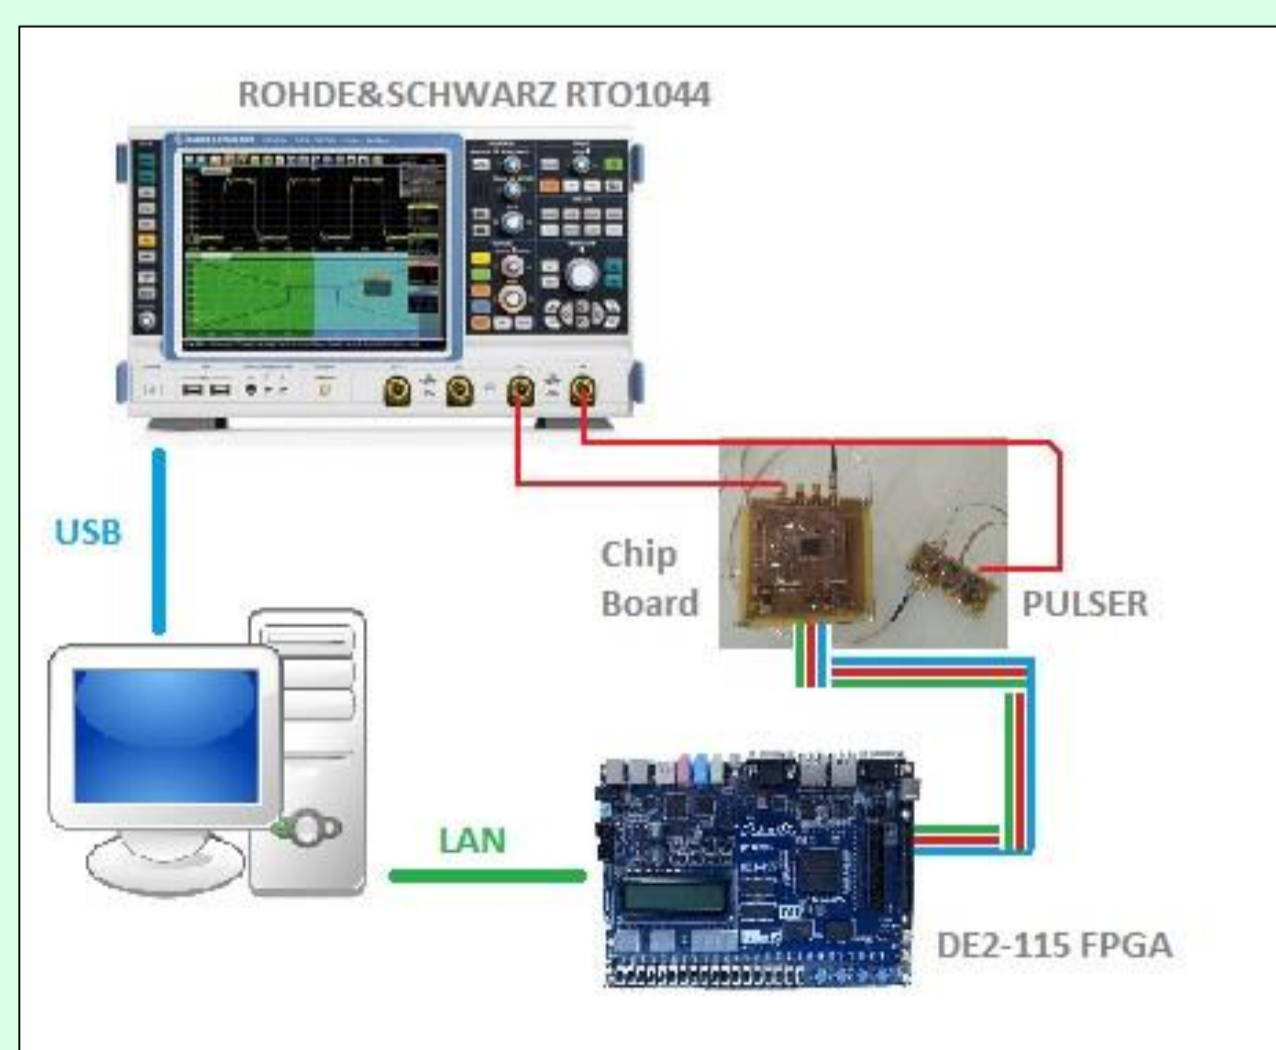 ROHDE&SCHWARZ RTO1044
USB
Chip
Board
PULSER
LAN
DE2-115 FPGA